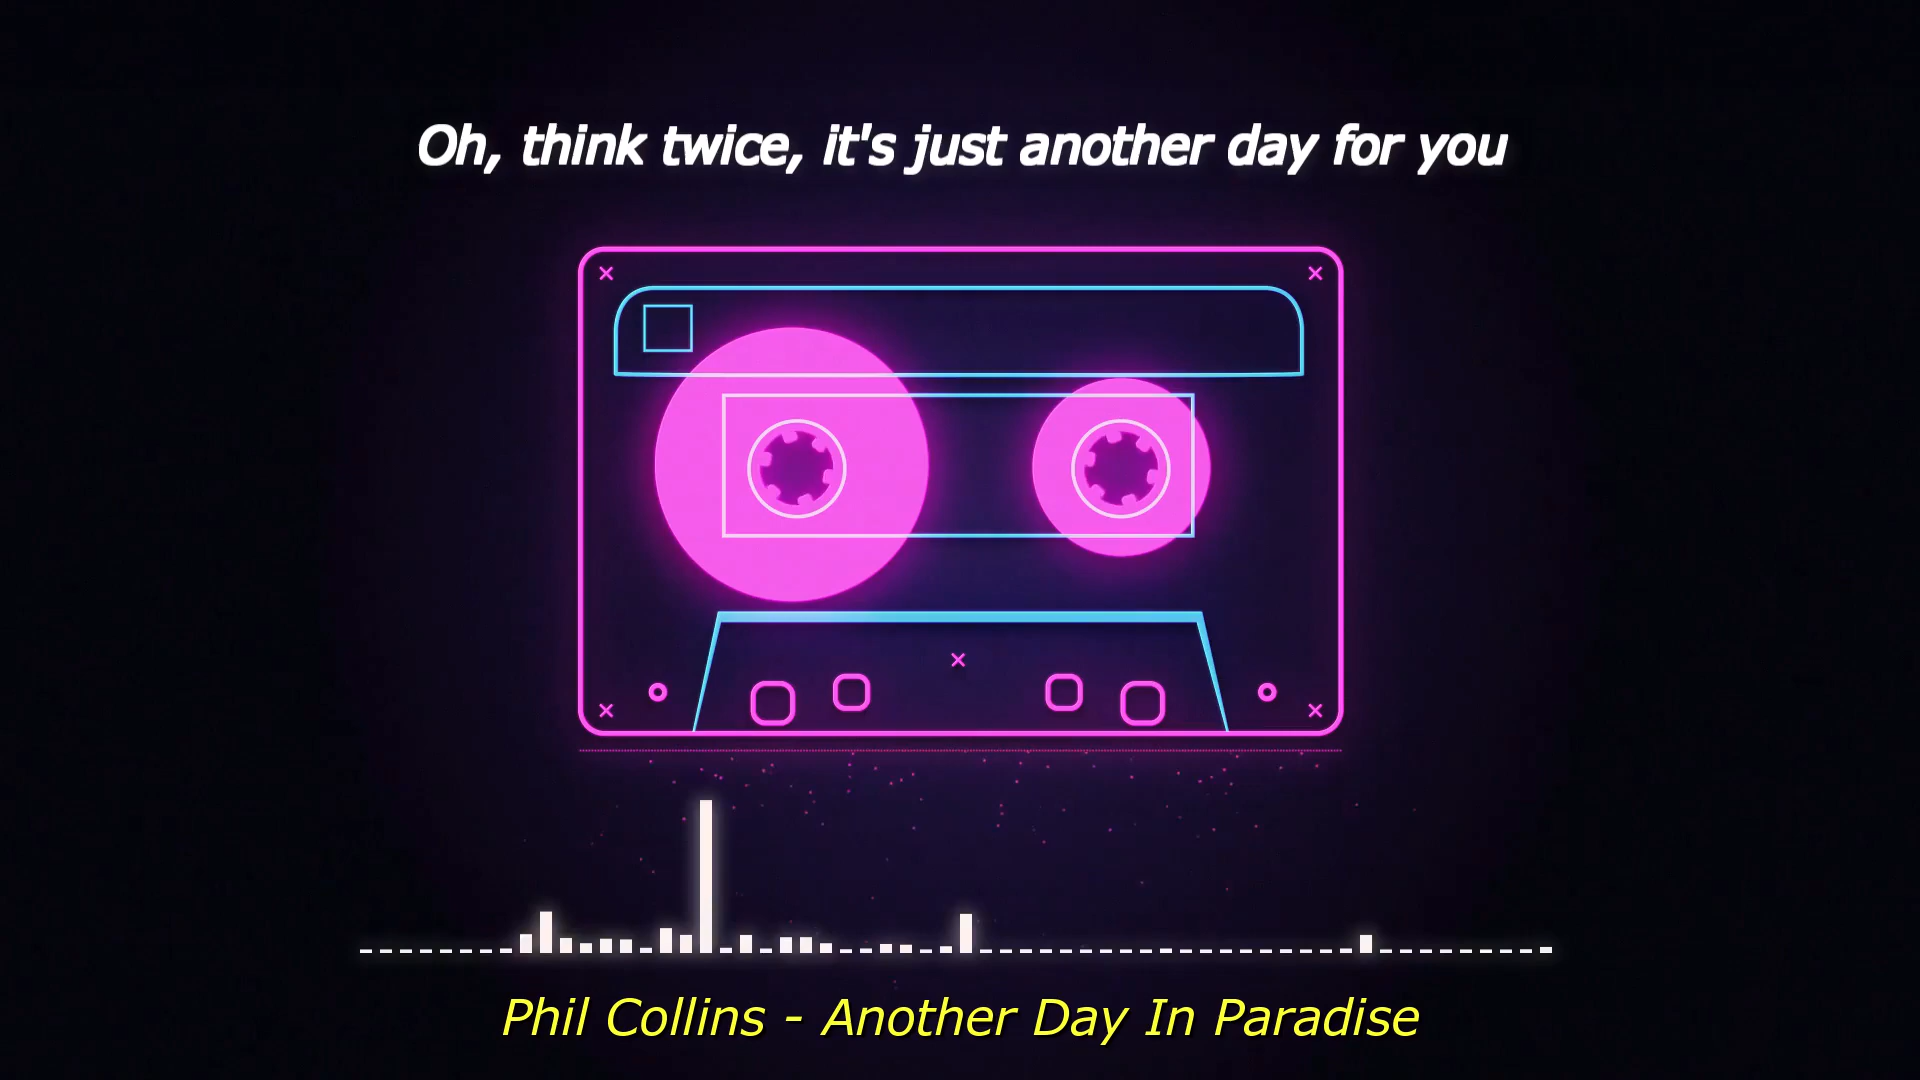 Oh, think twice, it's just another day for you
Phil Collins - Another Day In Paradise